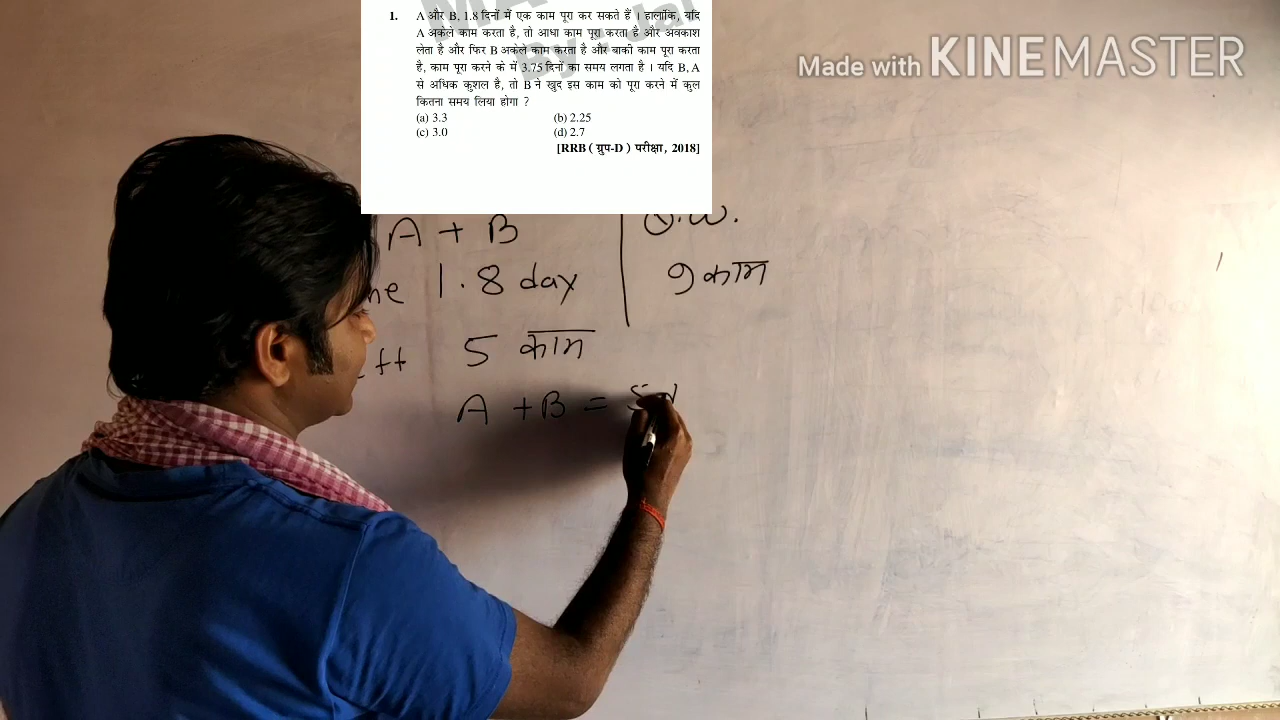 1. A और B, 1.8 दिनों में एक काम पूरा कर सकते हैं । हालाँकि, यदि
A अकेले काम करता है, तो आधा काम पूरा करता है और अवकाश
लेता है और फिर B अकेले काम करता है और बाकी काम पूरा करता
है, काम पूरा करने के में 3.75 दिनों का समय लगता है । यदि B, A
से अधिक कुशल है, तो B ने खुद इस काम को पूरा करने में कुल
कितना समय लिया होगा ?
(a) 3.3 (b) 2.25
(c) 3.0 (d) 2.7
[RRB ( ग्रुप-D ) परीक्षा, 2018]
Made with KINEMASTER
A + B
1.8 day
9 काम
5 काम
A + B =